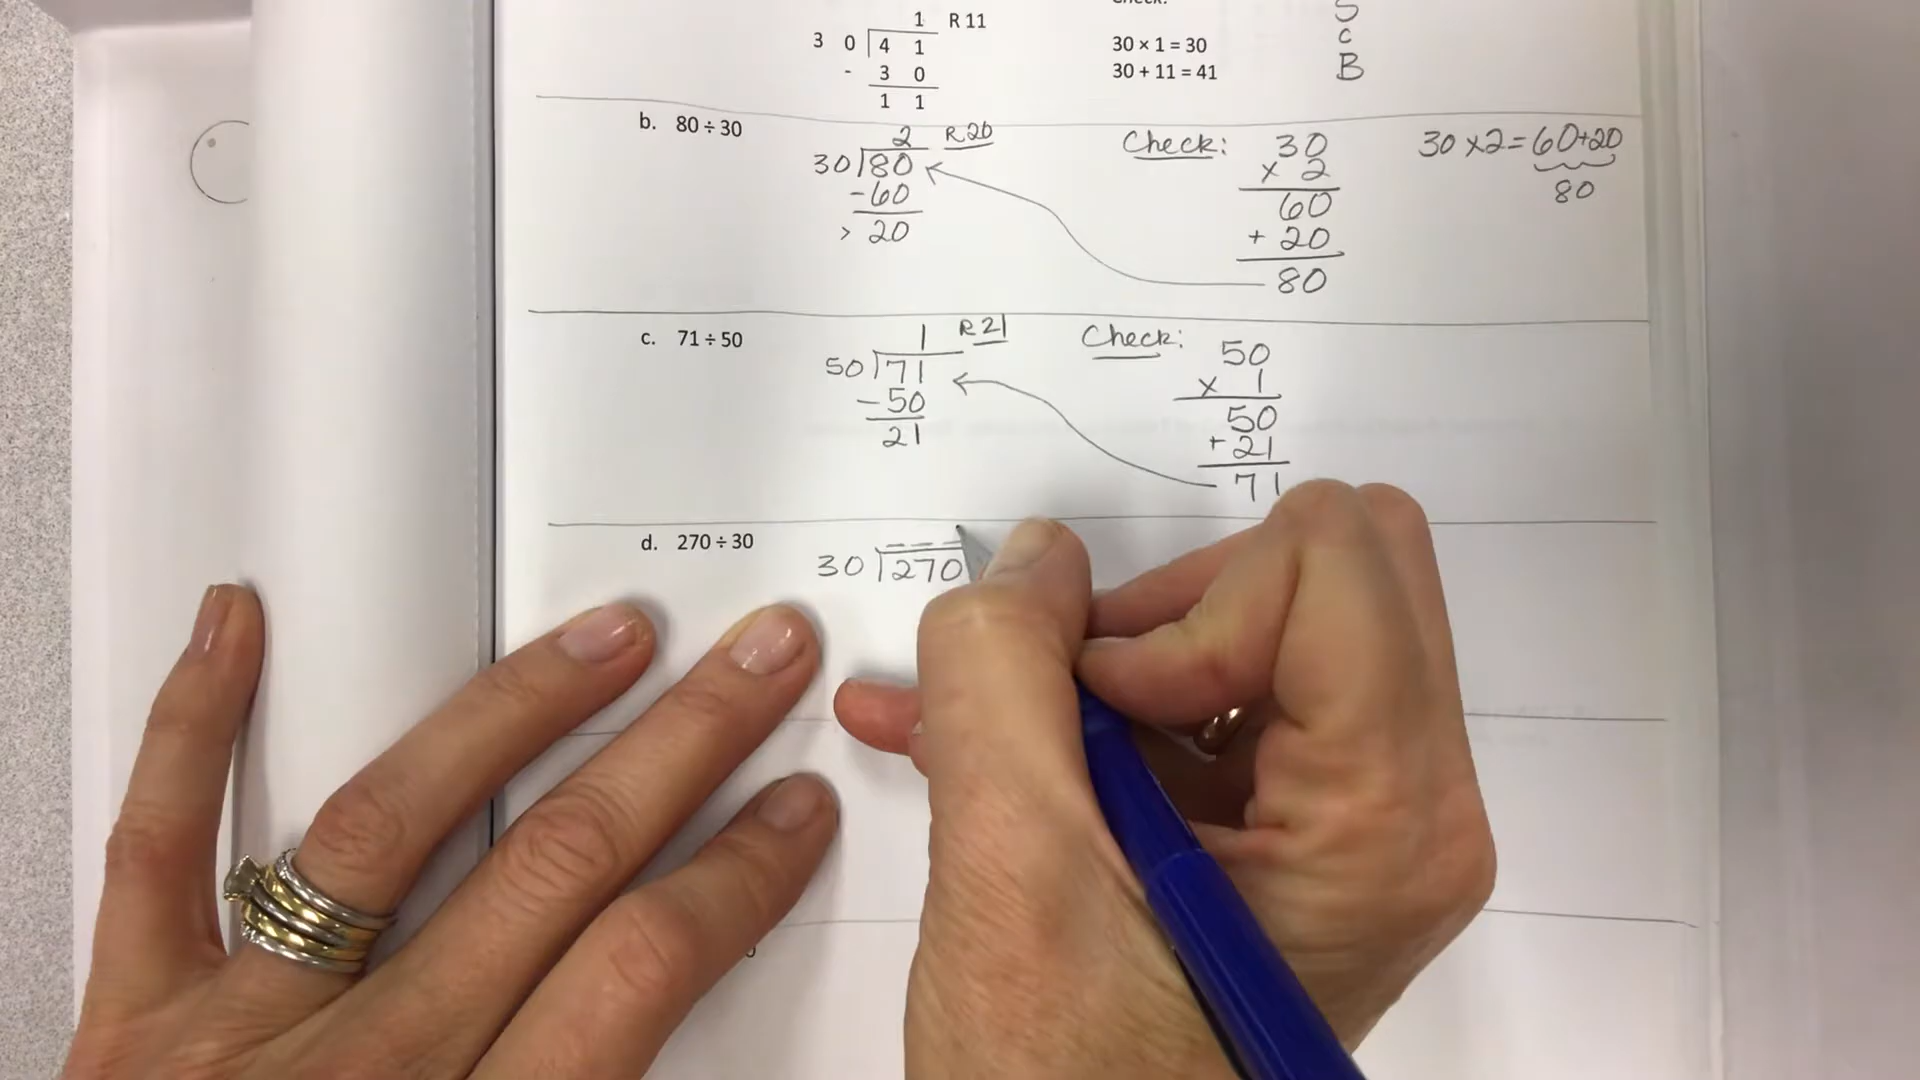 Check:
1 R 11
3 0 4 1
- 3 0
1 1
30 × 1 = 30
30 + 11 = 41
S
C
B
b. 80 ÷ 30
2 R20
30 80
-60
> 20
Check: 30
x 2
60
+ 20
80
30 x2 = 60+20
80
c. 71 ÷ 50
1 R21
50 71
-50
21
Check: 50
x 1
50
+21
71
d. 270 ÷ 30
30 270